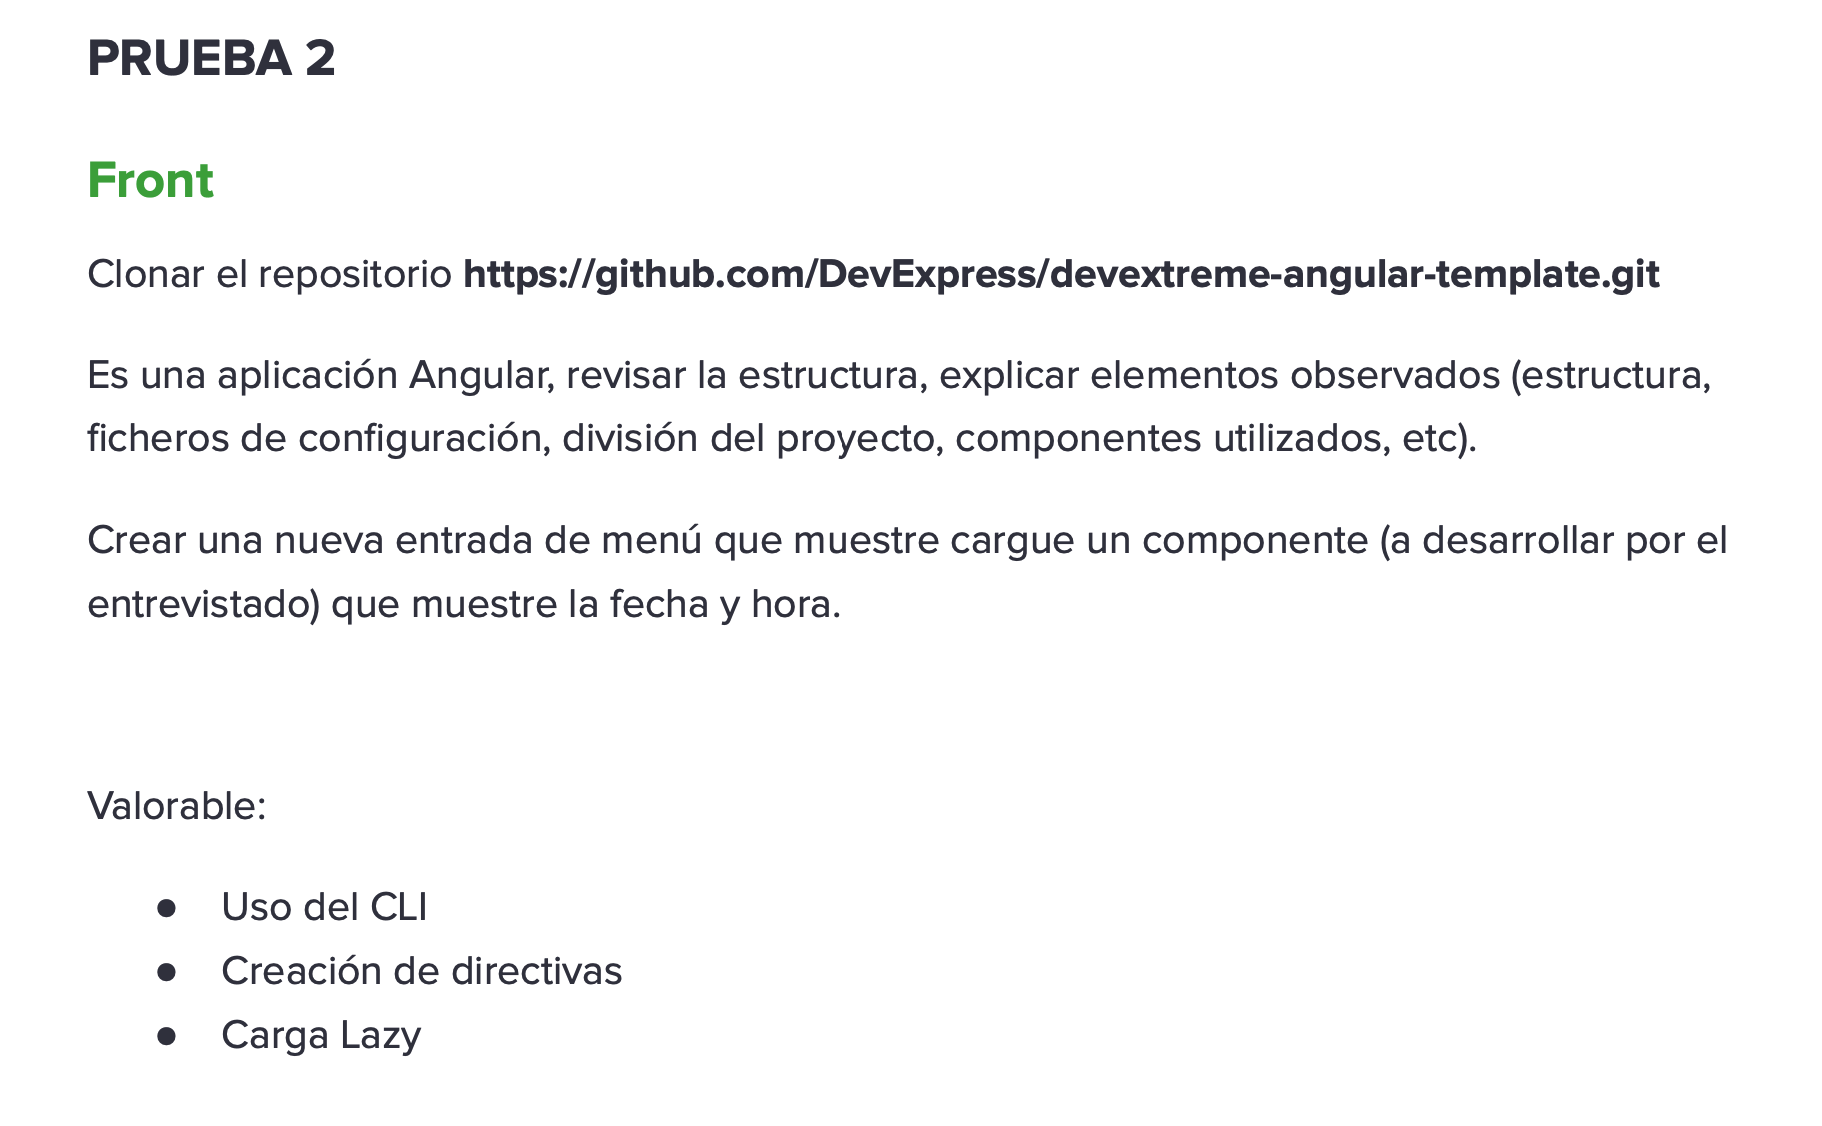 PRUEBA 2
Front
Clonar el repositorio https://github.com/DevExpress/devextreme-angular-template.git
Es una aplicación Angular, revisar la estructura, explicar elementos observados (estructura,
ficheros de configuración, división del proyecto, componentes utilizados, etc).
Crear una nueva entrada de menú que muestre cargue un componente (a desarrollar por el
entrevistado) que muestre la fecha y hora.
Valorable:
● Uso del CLI
● Creación de directivas
● Carga Lazy